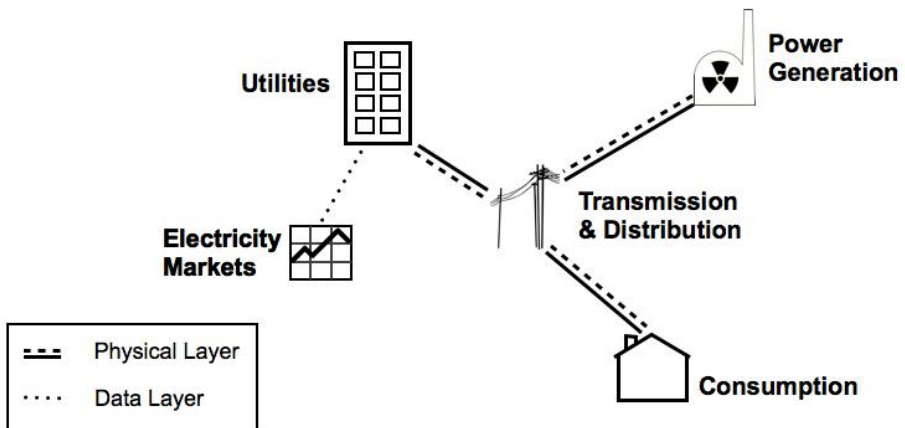 Power
Generation
Utilities
Transmission
& Distribution
Electricity
Markets
Physical Layer
Data Layer
Consumption